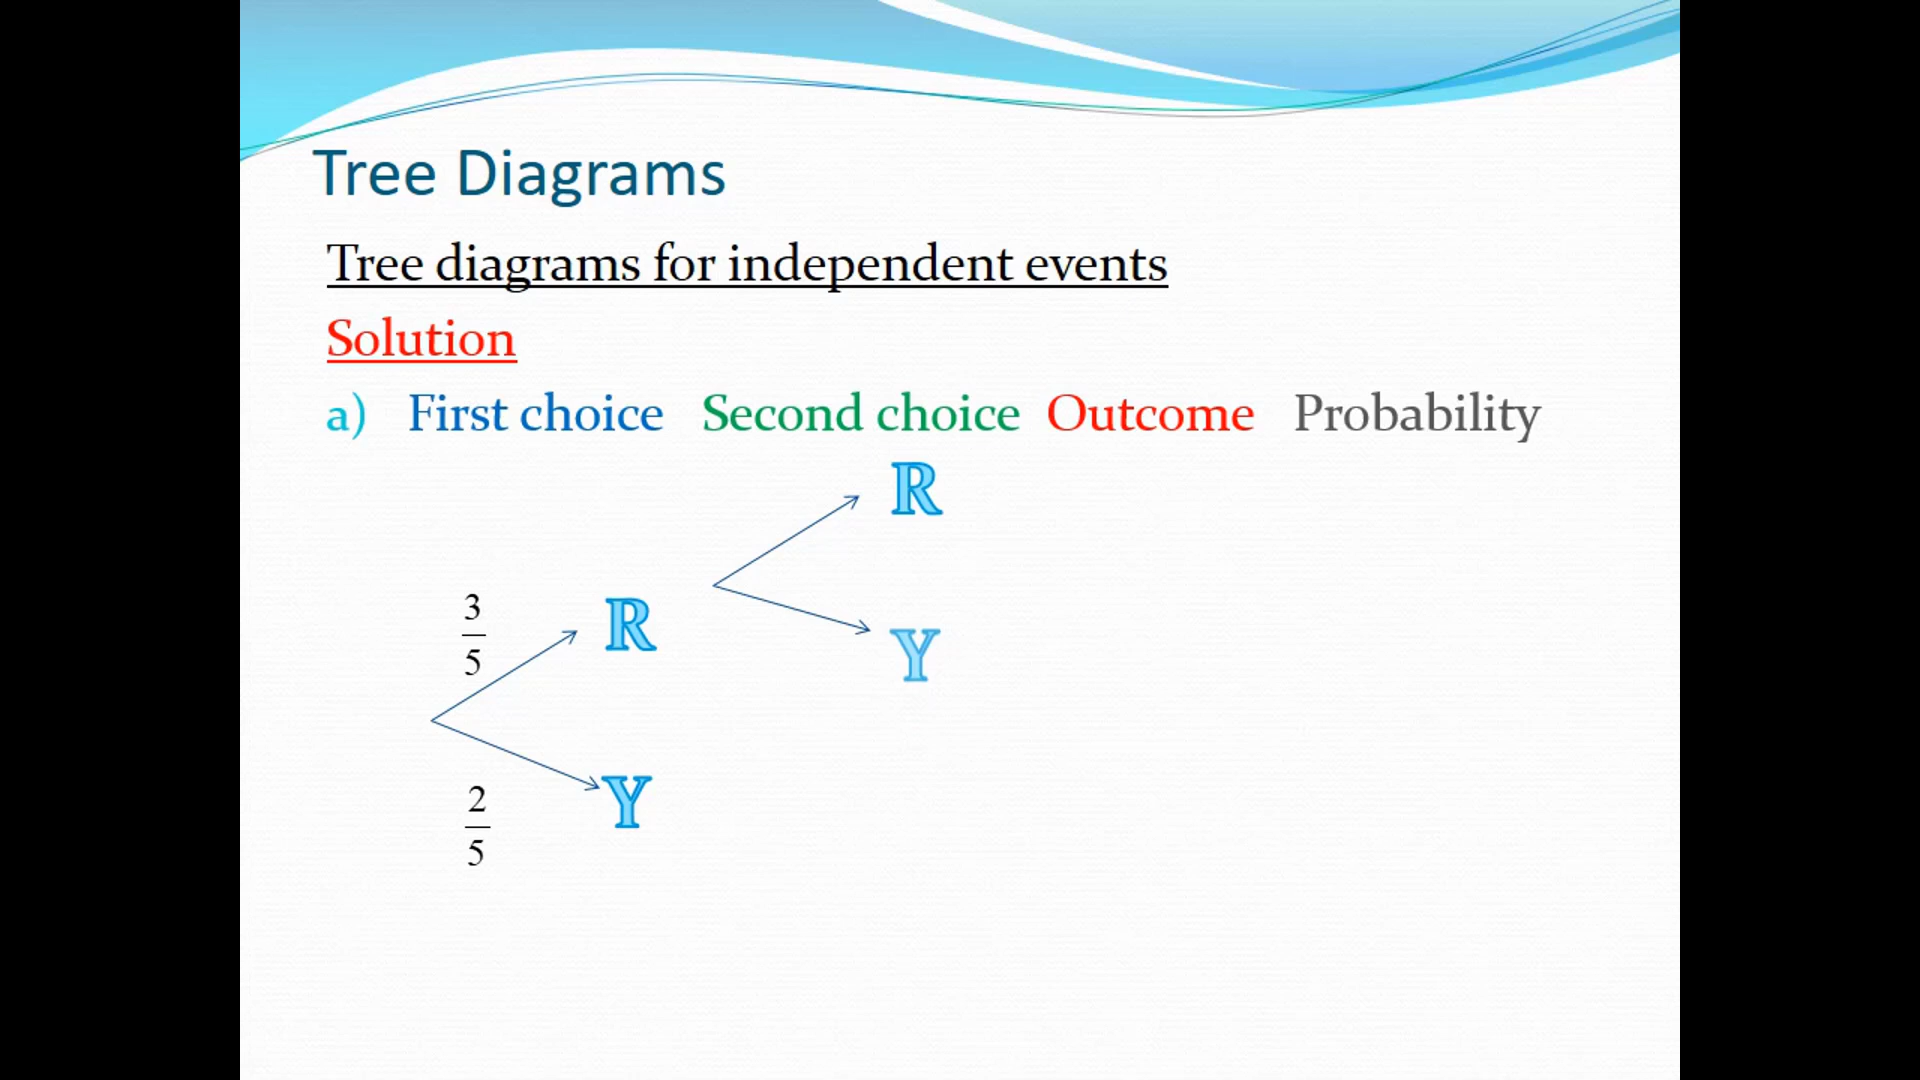 Tree Diagrams
Tree diagrams for independent events
Solution
a) First choice Second choice Outcome Probability
R
3/5
R
Y
Y
2/5